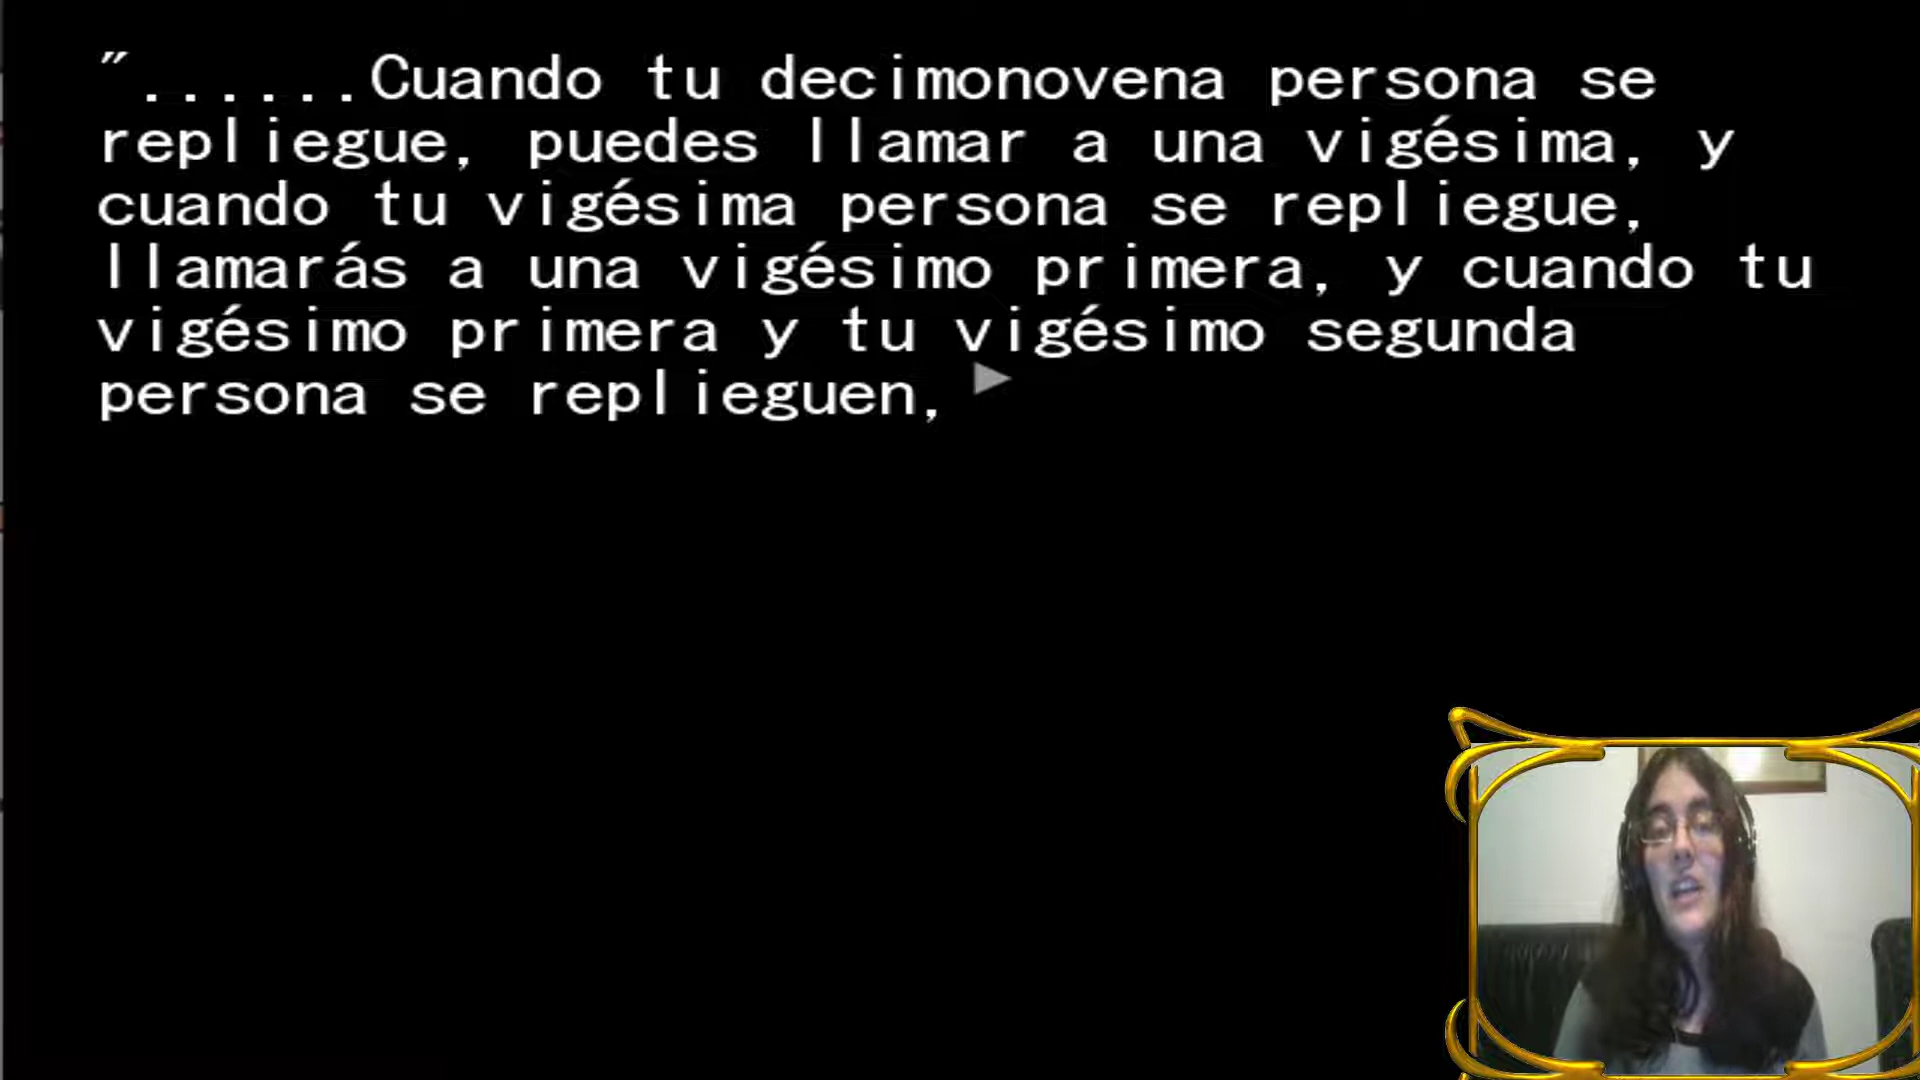 "......Cuando tu decimonovena persona se
repliegue, puedes llamar a una vigésima, y
cuando tu vigésima persona se repliegue,
llamarás a una vigésimo primera, y cuando tu
vigésimo primera y tu vigésimo segunda
persona se replieguen,